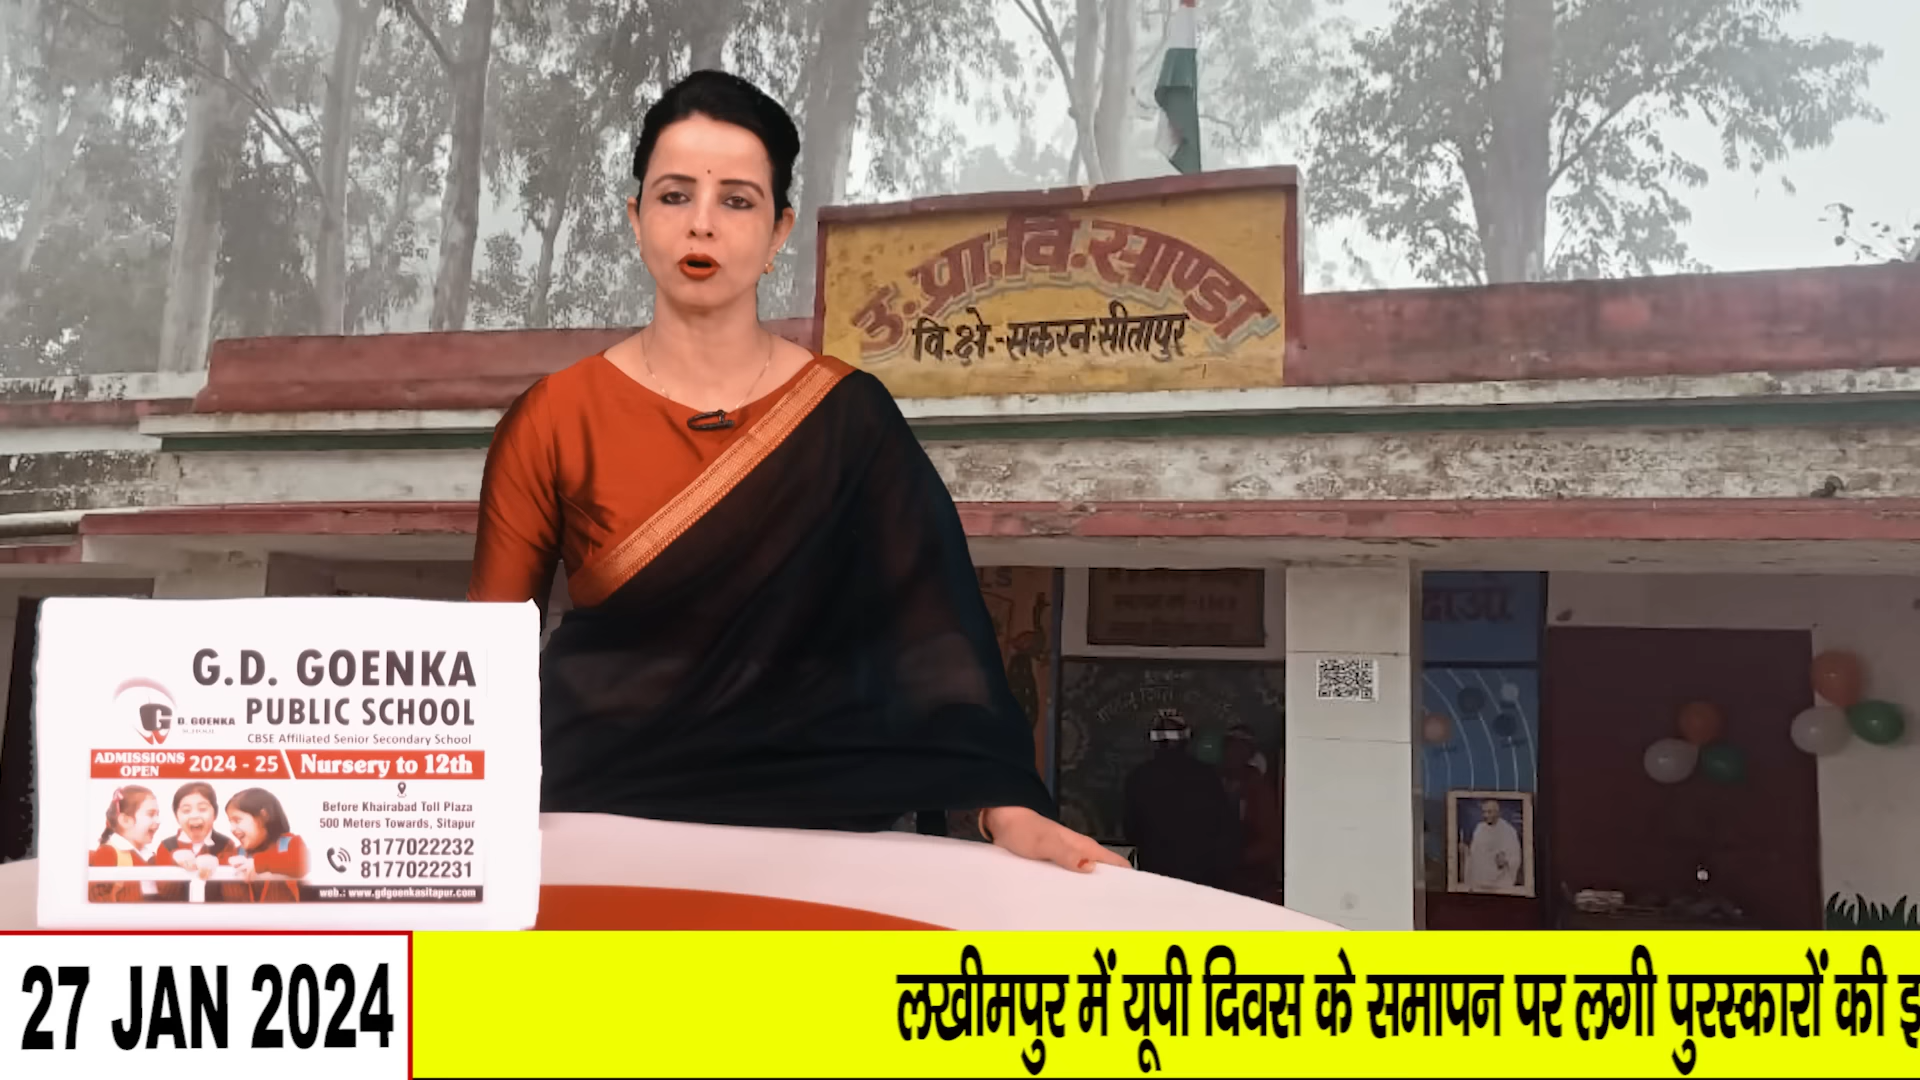 उ.प्रा.वि.साण्डा
वि.क्षे.-सकरन-सीतापुर
G.D. GOENKA
PUBLIC SCHOOL
G D. GOENKA
CBSE Affiliated Senior Secondary School
ADMISSIONS OPEN 2024 - 25 Nursery to 12th
Before Khairabad Toll Plaza
500 Meters Towards, Sitapur
8177022232
8177022231
web.: www.gdgoenkasitapur.com
27 JAN 2024
लखीमपुर में यूपी दिवस के समापन पर लगी पुरस्कारों की